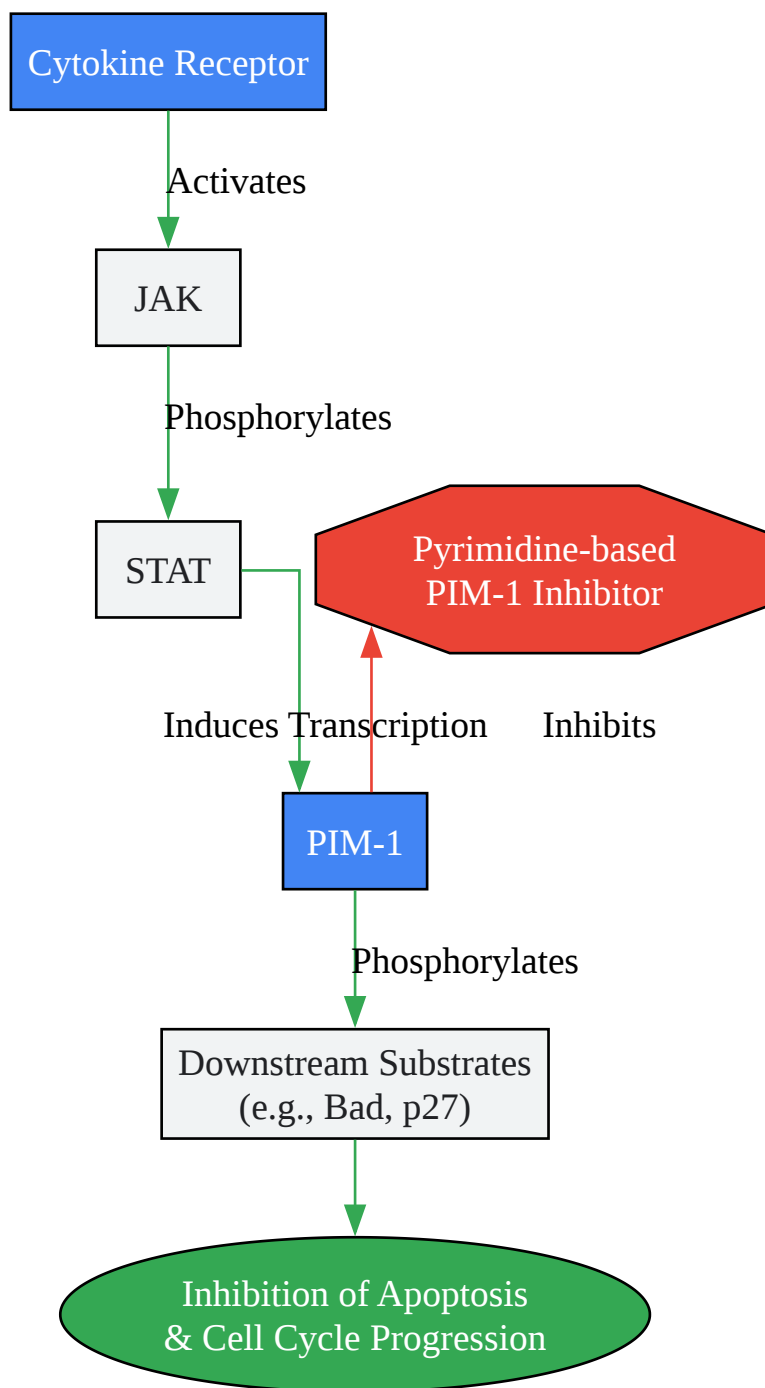 Cytokine Receptor
Activates
JAK
Phosphorylates
STAT
Pyrimidine-based
PIM-1 Inhibitor
Induces Transcription
Inhibits
PIM-1
Phosphorylates
Downstream Substrates
(e.g., Bad, p27)
Inhibition of Apoptosis
& Cell Cycle Progression